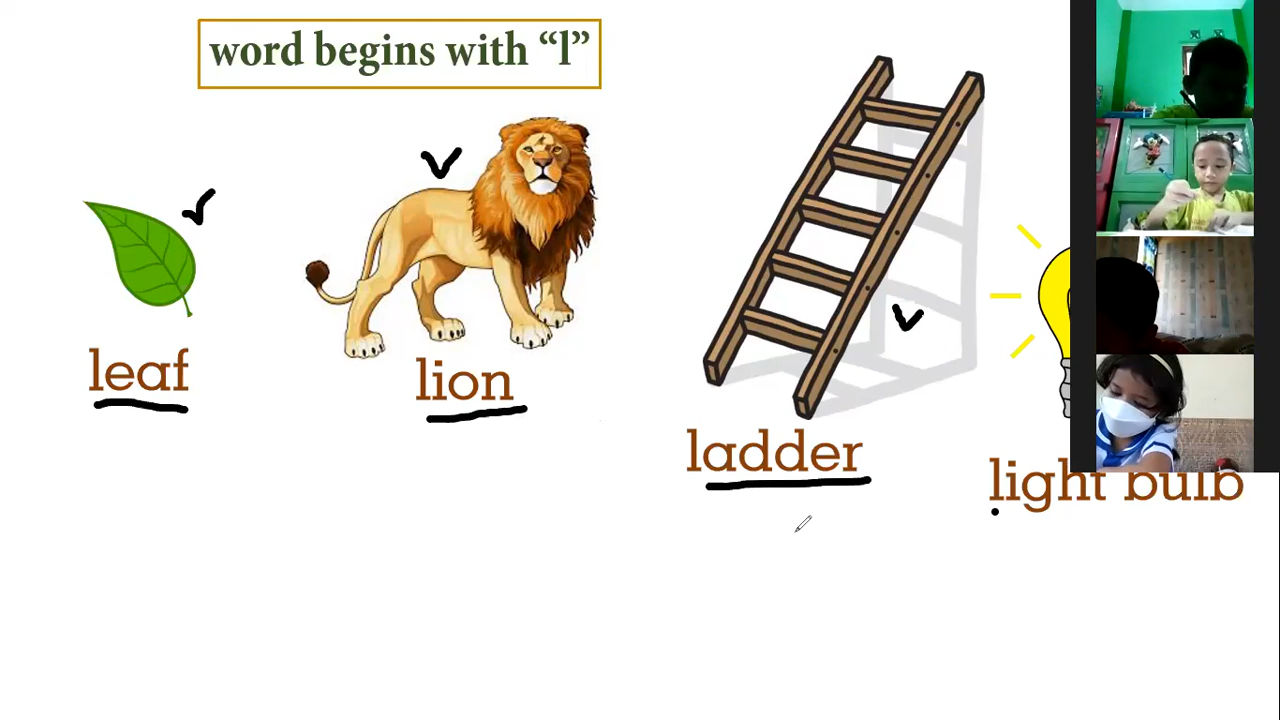 word begins with “l”
leaf
lion
ladder
light bulb